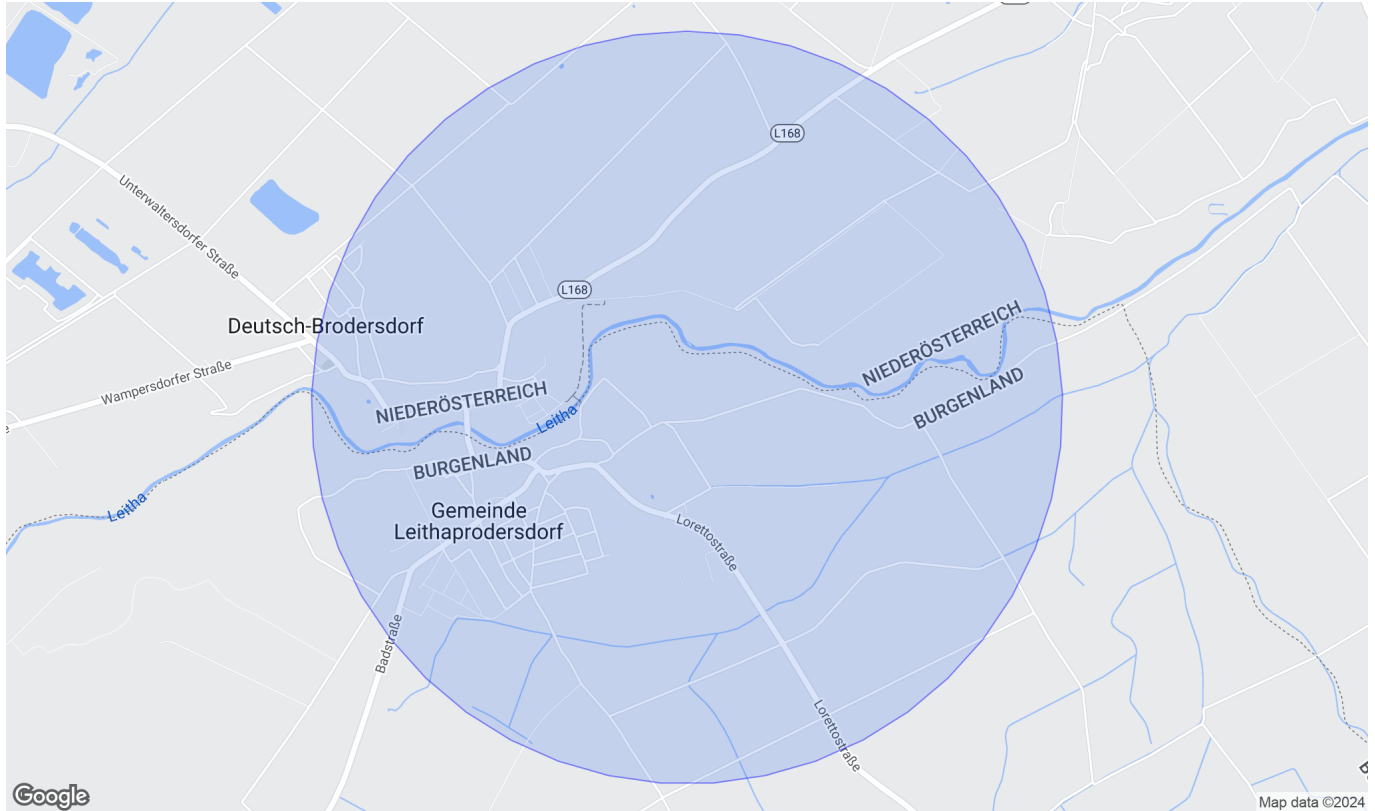 L168
Unterwaltersdorfer Straße
L168
Deutsch-Brodersdorf
NIEDERÖSTERREICH
Wampersdorfer Straße
NIEDERÖSTERREICH
BURGENLAND
Leitha
BURGENLAND
Leitha
Gemeinde
Leithaprodersdorf
Lorettostraße
Badstraße
Lorettostraße
Google
Map data ©2024